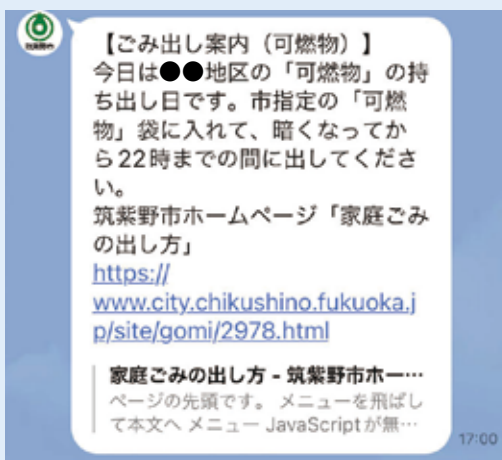 【ごみ出し案内（可燃物）】
今日は●●地区の「可燃物」の持
ち出し日です。市指定の「可燃
物」袋に入れて、暗くなってか
ら22時までの間に出してくださ
い。
筑紫野市ホームページ「家庭ごみ
の出し方」
https://
www.city.chikushino.fukuoka.j
p/site/gomi/2978.html
家庭ごみの出し方 - 筑紫野市ホー…
ページの先頭です。 メニューを飛ばし
て本文へ メニュー JavaScriptが無…
17:00